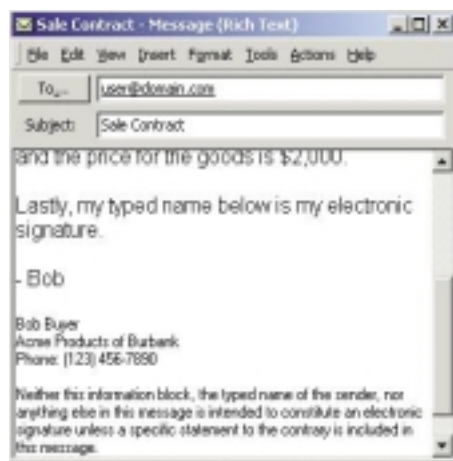 Sale Contract - Message (Rich Text)
File Edit View Insert Format Tools Actions Help
To... user@domain.com
Subject: Sale Contract
and the price for the goods is $2,000.
Lastly, my typed name below is my electronic
signature.
- Bob
Bob Buyer
Acme Products of Burbank
Phone: (123) 456-7890
Neither this information block, the typed name of the sender, nor
anything else in this message is intended to constitute an electronic
signature unless a specific statement to the contrary is included in
this message.